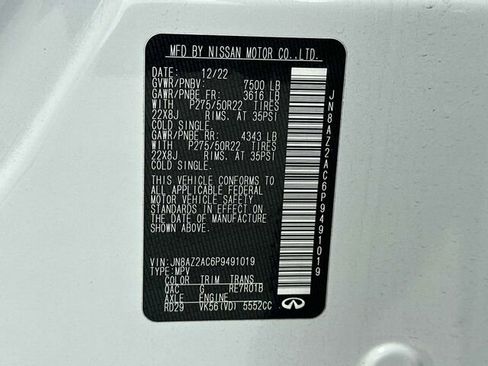 MFD BY NISSAN MOTOR CO.,LTD.
DATE: 12/22
GVWR/PNBV: 7500 LB
GAWR/PNBE FR: 3616 LB
WITH P275/50R22 TIRES
22X8J RIMS, AT 35PSI
COLD SINGLE.
GAWR/PNBE RR: 4343 LB
WITH P275/50R22 TIRES
22X8J RIMS, AT 35PSI
COLD SINGLE.
THIS VEHICLE CONFORMS TO
ALL APPLICABLE FEDERAL
MOTOR VEHICLE SAFETY
STANDARDS IN EFFECT ON
THE DATE OF MANUFACTURE
SHOWN ABOVE.
VIN: JN8AZ2AC6P9491019
TYPE: MPV
COLOR TRIM TRANS
QAC G RE7R01B
AXLE ENGINE
RD29 VK56(VD) 5552CC
JN8AZ2AC6P9491019